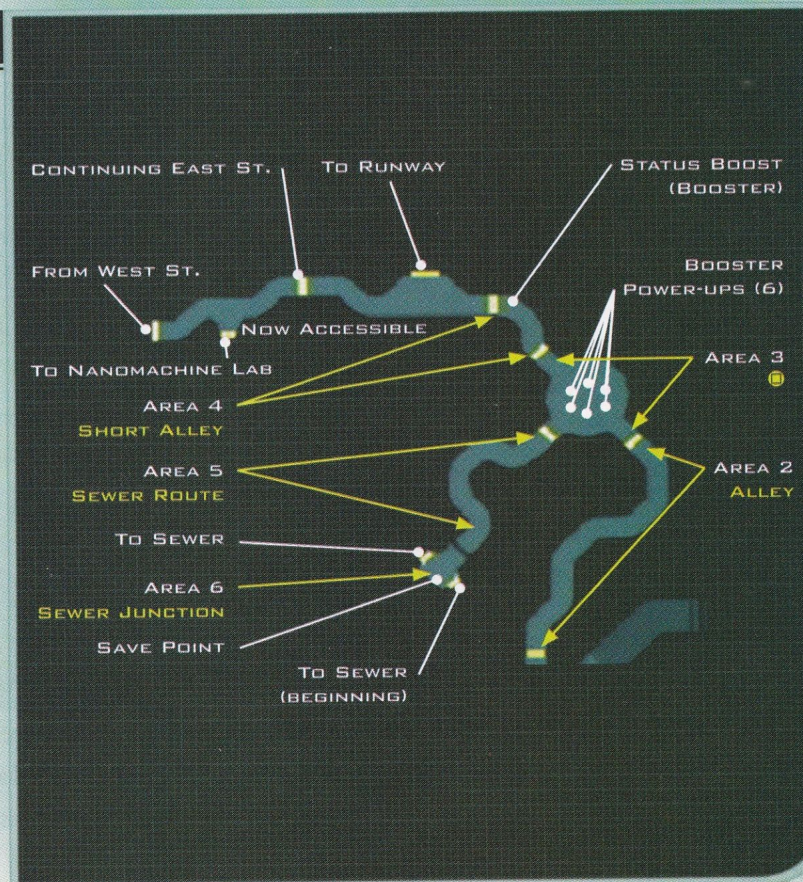 Continuing East St.
To Runway
Status Boost
(Booster)
From West St.
Booster
Power-ups (6)
Now Accessible
To Nanomachine Lab
Area 3
Area 4
Short Alley
Area 5
Sewer Route
Area 2
Alley
To Sewer
Area 6
Sewer Junction
Save Point
To Sewer
(beginning)